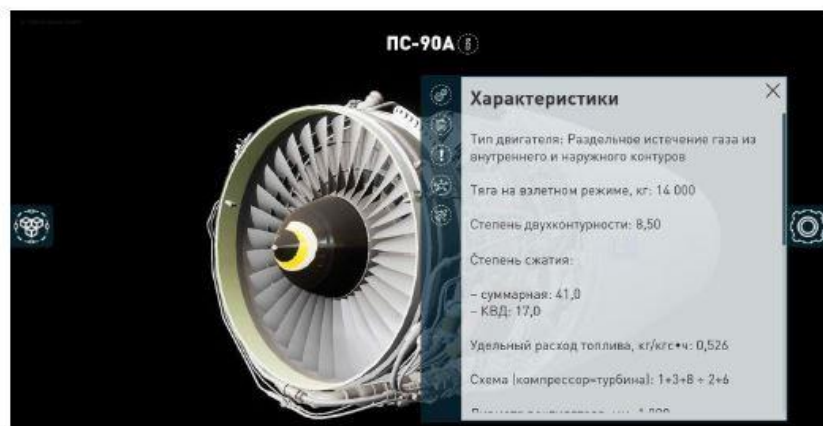 ПС-90А
Характеристики
Тип двигателя: Раздельное истечение газа из
внутреннего и наружного контуров
Тяга на взлетном режиме, кг: 14 000
Степень двухконтурности: 8,50
Степень сжатия:
– суммарная: 41,0
– КВД: 17,0
Удельный расход топлива, кг/кгс•ч: 0,526
Схема (компрессор+турбина): 1+3+8 ÷ 2+6